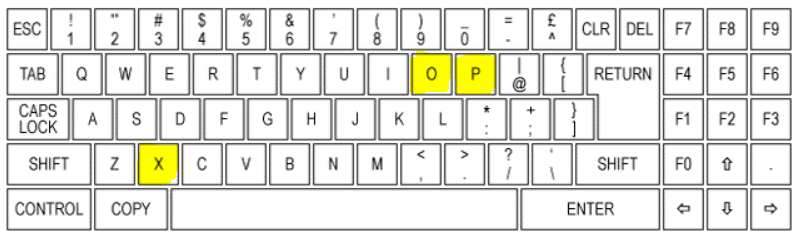 ESC ! 1 " 2 # 3 $ 4 % 5 & 6 ' 7 ( 8 ) 9 _ 0 = - £ ^ CLR DEL F7 F8 F9
TAB Q W E R T Y U I O P | @ { [ RETURN F4 F5 F6
CAPS LOCK A S D F G H J K L * : + ; } ] F1 F2 F3
SHIFT Z X C V B N M < , > . ? / ` \ SHIFT F0 ⇧ .
CONTROL COPY ENTER ⇦ ⇩ ⇨